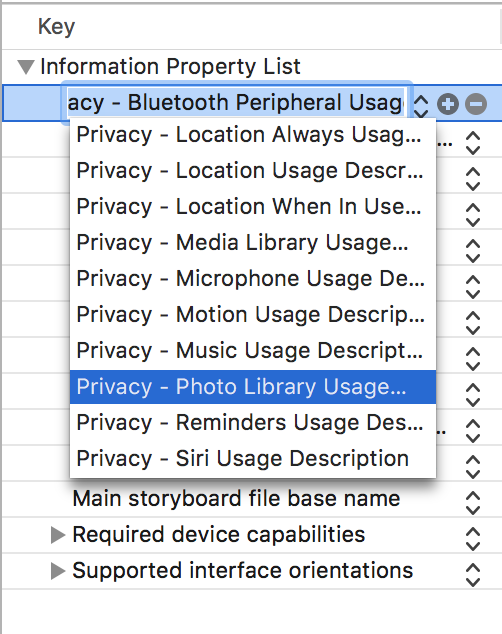 Key
Information Property List
acy - Bluetooth Peripheral Usag
Privacy - Location Always Usag...
...
Privacy - Location Usage Descr...
Privacy - Location When In Use...
Privacy - Media Library Usage...
Privacy - Microphone Usage De...
Privacy - Motion Usage Descrip...
Privacy - Music Usage Descript...
Privacy - Photo Library Usage...
Privacy - Reminders Usage Des...
..
Privacy - Siri Usage Description
Main storyboard file base name
Required device capabilities
Supported interface orientations